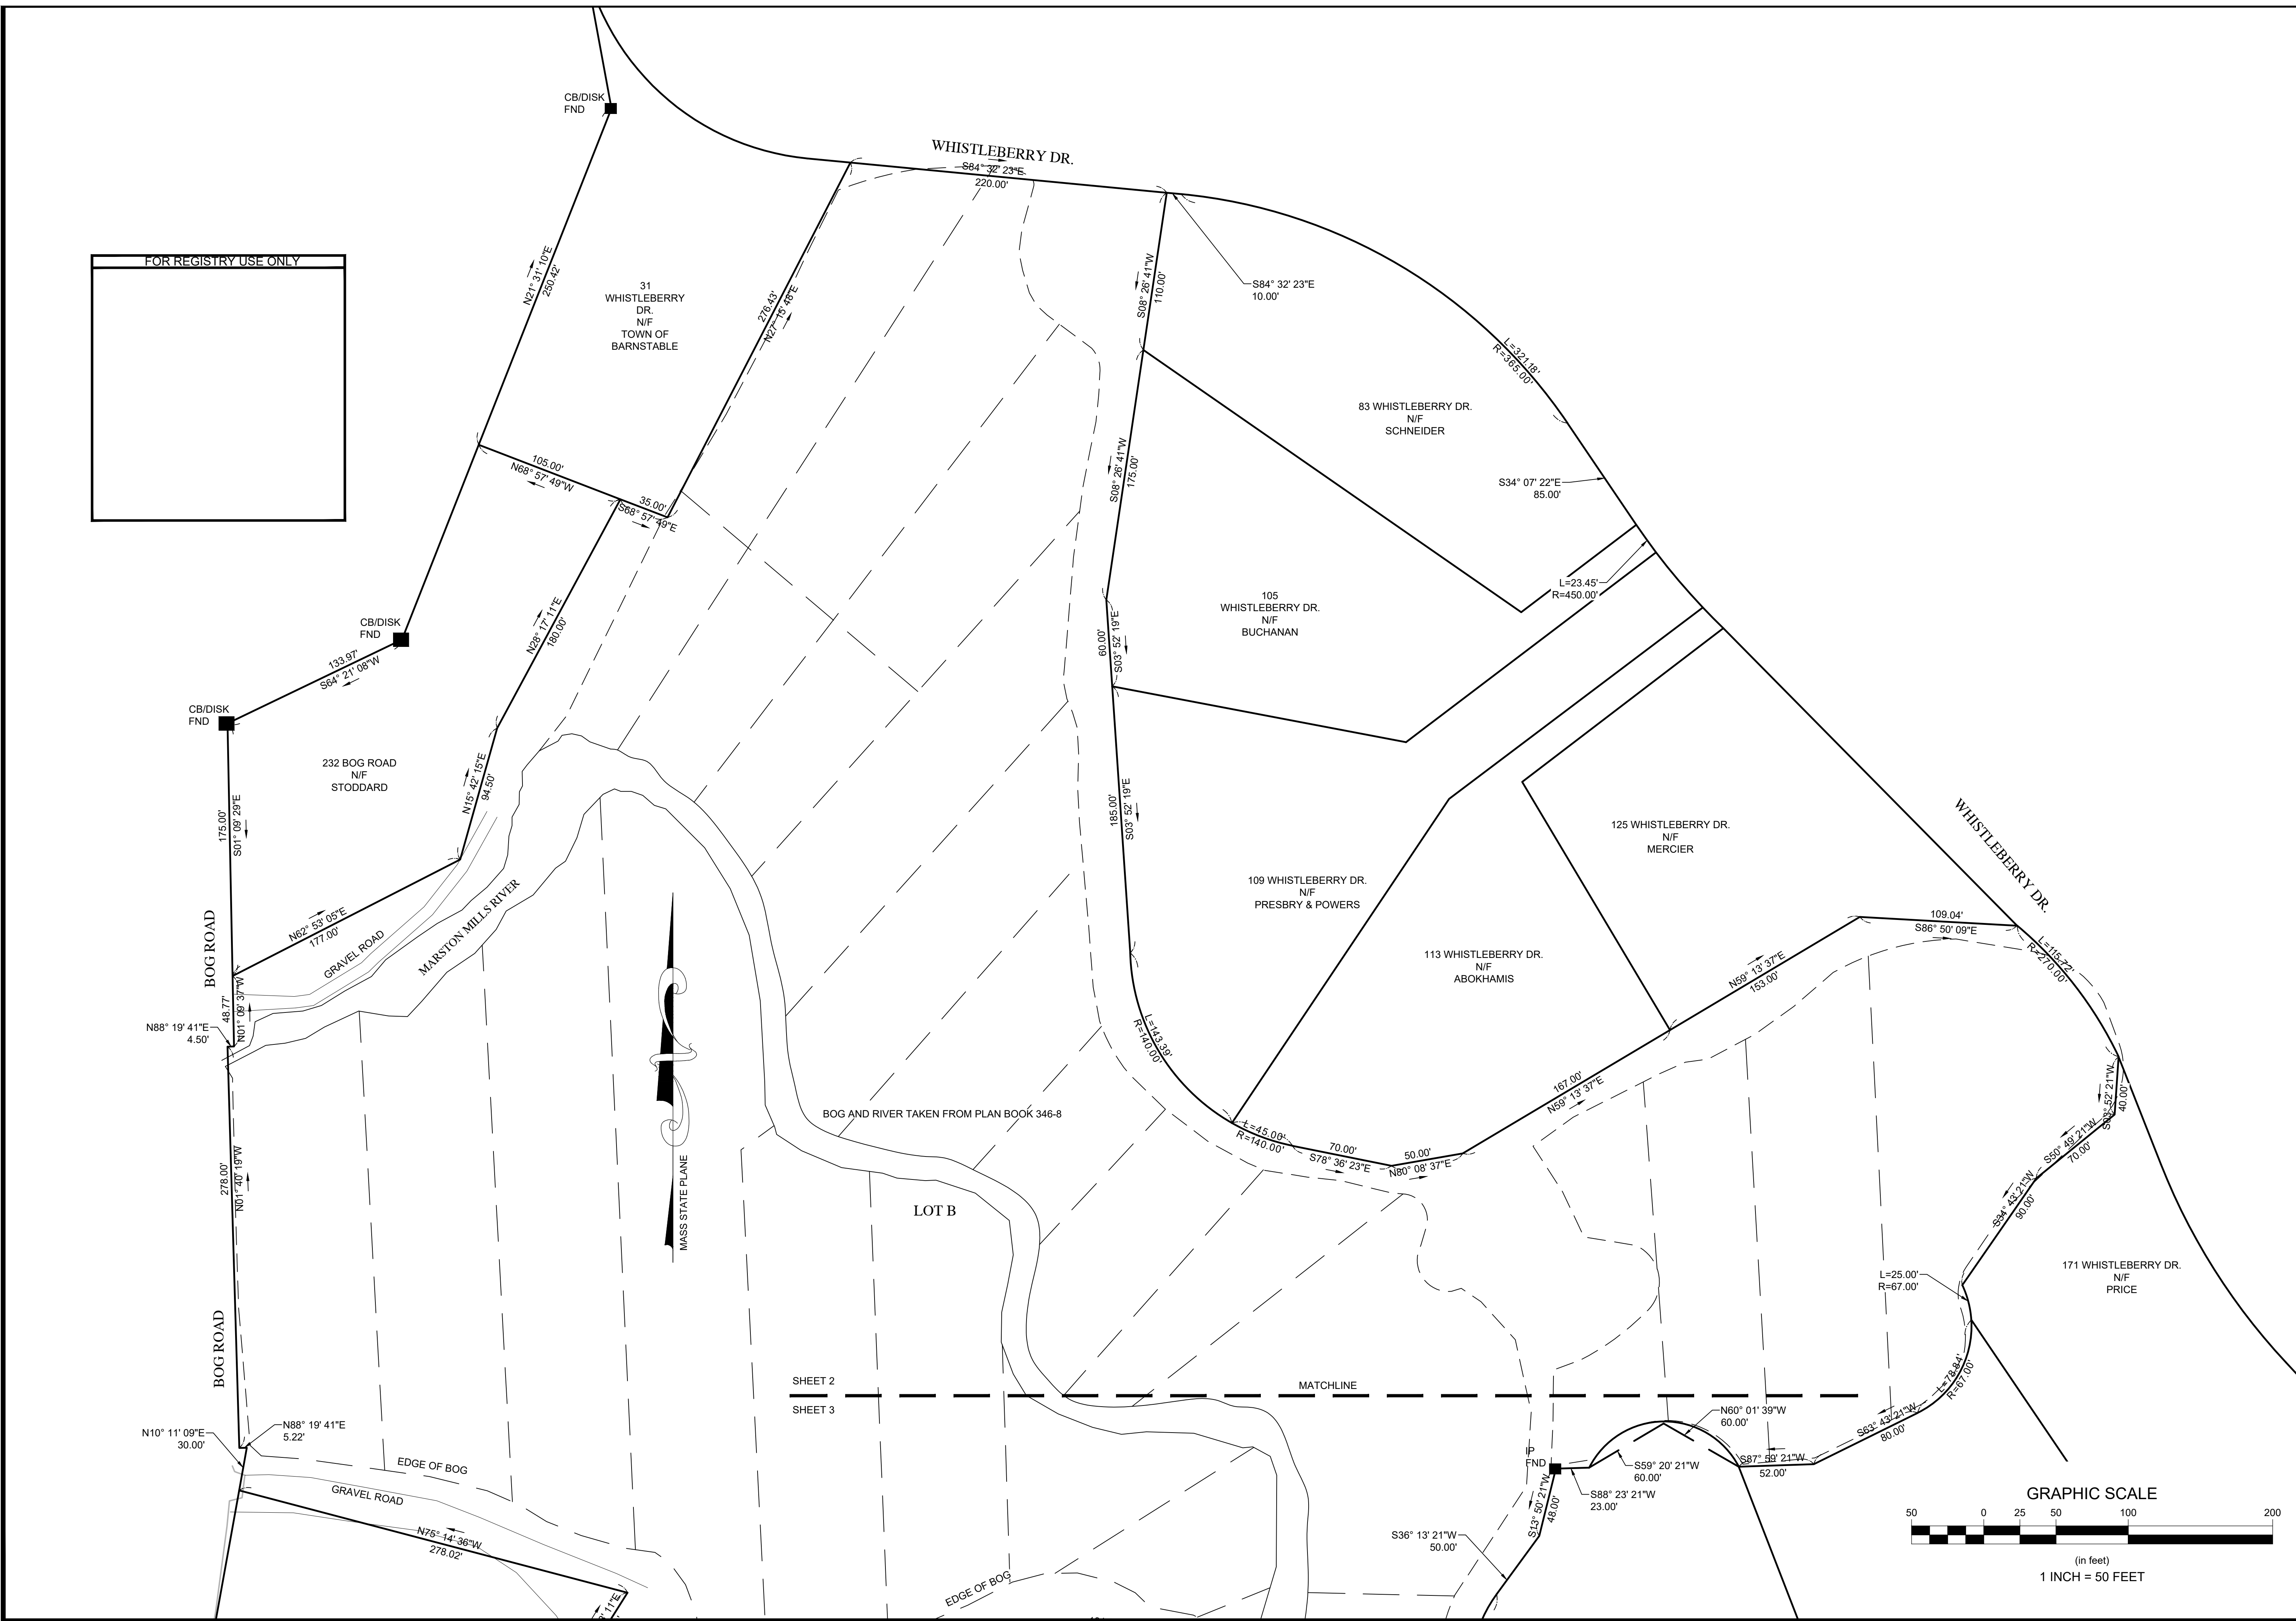 CB/DISK
FND
WHISTLEBERRY DR.
S84° 32' 23"E
220.00'
FOR REGISTRY USE ONLY
N21° 31' 10"E
250.42'
31
WHISTLEBERRY
DR.
N/F
TOWN OF
BARNSTABLE
276.43'
N27° 15' 48"E
S08° 26' 41"W
110.00'
S84° 32' 23"E
10.00'
L=321.18'
R=365.00'
83 WHISTLEBERRY DR.
N/F
SCHNEIDER
S34° 07' 22"E
85.00'
105.00'
N68° 57' 49"W
35.00'
S68° 57' 49"E
S08° 26' 41"W
175.00'
L=23.45'
R=450.00'
105
WHISTLEBERRY DR.
N/F
BUCHANAN
CB/DISK
FND
133.97'
S64° 21' 08"W
N28° 17' 11"E
180.00'
60.00'
S03° 52' 19"E
CB/DISK
FND
232 BOG ROAD
N/F
STODDARD
175.00'
S01° 09' 29"E
N15° 42' 15"E
94.50'
185.00'
S03° 52' 19"E
125 WHISTLEBERRY DR.
N/F
MERCIER
WHISTLEBERRY DR.
109 WHISTLEBERRY DR.
N/F
PRESBRY & POWERS
113 WHISTLEBERRY DR.
N/F
ABOKHAMIS
BOG ROAD
N62° 53' 05"E
177.00'
GRAVEL ROAD
MARSTON MILLS RIVER
109.04'
S86° 50' 09"E
L=115.72'
R=270.00'
N59° 13' 37"E
153.00'
48.77'
N01° 09' 37"W
N88° 19' 41"E
4.50'
L=143.39'
R=140.00'
167.00'
N59° 13' 37"E
S03° 52' 21"W
40.00'
BOG AND RIVER TAKEN FROM PLAN BOOK 346-8
L=45.00'
R=140.00'
70.00'
S78° 36' 23"E
50.00'
N80° 08' 37"E
S50° 49' 21"W
70.00'
278.00'
N01° 40' 19"W
MASS STATE PLANE
LOT B
S34° 43' 21"W
90.00'
171 WHISTLEBERRY DR.
N/F
PRICE
L=25.00'
R=67.00'
BOG ROAD
SHEET 2
MATCHLINE
SHEET 3
L=78.84'
R=67.00'
N10° 11' 09"E
30.00'
N88° 19' 41"E
5.22'
N60° 01' 39"W
60.00'
S63° 43' 21"W
80.00'
IP
FND
S59° 20' 21"W
60.00'
S87° 59' 21"W
52.00'
EDGE OF BOG
GRAVEL ROAD
S88° 23' 21"W
23.00'
S13° 50' 21"W
48.00'
N75° 14' 36"W
278.02'
S36° 13' 21"W
50.00'
EDGE OF BOG
11"E
GRAPHIC SCALE
50 0 25 50 100 200
(in feet)
1 INCH = 50 FEET